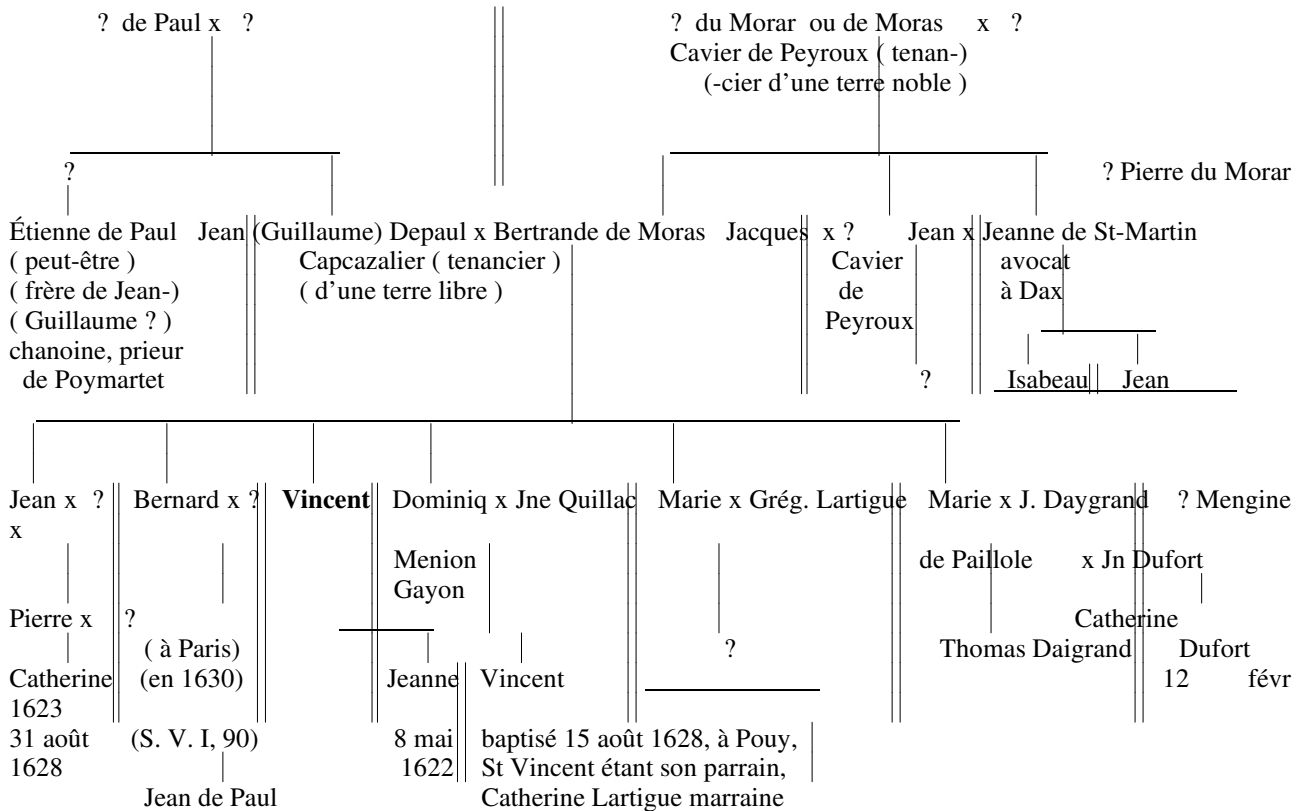 ? de Paul x ? ? du Morar ou de Moras x ?
Cavier de Peyroux ( tenan-)
(-cier d’une terre noble )
? ? Pierre du Morar
Étienne de Paul Jean (Guillaume) Depaul x Bertrande de Moras Jacques x ? Jean x Jeanne de St-Martin
( peut-être ) Capcazalier ( tenancier ) Cavier avocat
( frère de Jean-) ( d’une terre libre ) de à Dax
( Guillaume ? ) Peyroux
chanoine, prieur
de Poymartet ? Isabeau Jean
Jean x ? Bernard x ? Vincent Dominiq x Jne Quillac Marie x Grég. Lartigue Marie x J. Daygrand ? Mengine
x
Menion de Paillole x Jn Dufort
Gayon
Pierre x ? Catherine
( à Paris) ? Thomas Daigrand Dufort
Catherine (en 1630) Jeanne Vincent 12 févr
1623
31 août (S. V. I, 90) 8 mai baptisé 15 août 1628, à Pouy,
1628 1622 St Vincent étant son parrain,
Jean de Paul Catherine Lartigue marraine